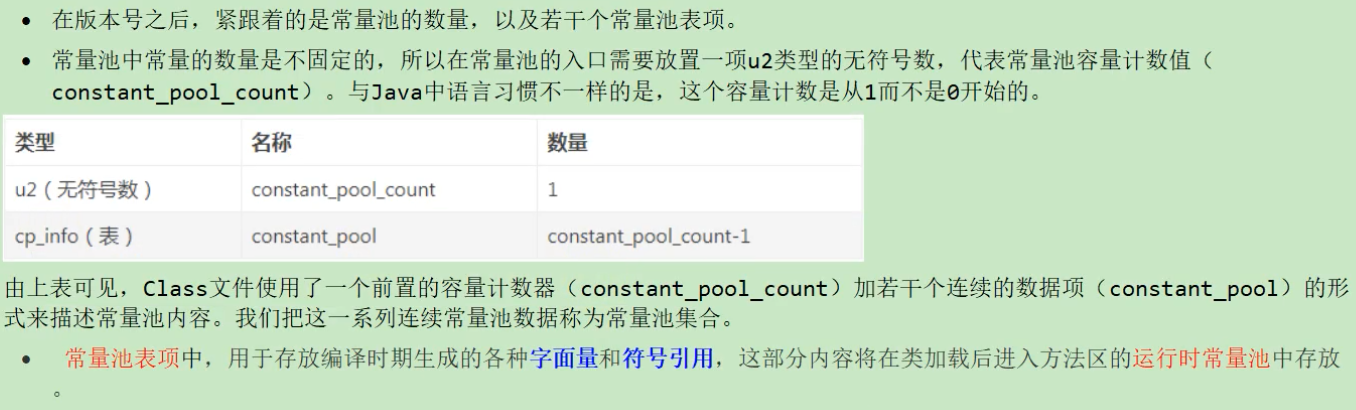 • 在版本号之后，紧跟着的是常量池的数量，以及若干个常量池表项。
• 常量池中常量的数量是不固定的，所以在常量池的入口需要放置一项u2类型的无符号数，代表常量池容量计数值（
constant_pool_count）。与Java中语言习惯不一样的是，这个容量计数是从1而不是0开始的。
类型 名称 数量
u2（无符号数） constant_pool_count 1
cp_info（表） constant_pool constant_pool_count-1
由上表可见，Class文件使用了一个前置的容量计数器（constant_pool_count）加若干个连续的数据项（constant_pool）的形
式来描述常量池内容。我们把这一系列连续常量池数据称为常量池集合。
• 常量池表项中，用于存放编译时期生成的各种字面量和符号引用，这部分内容将在类加载后进入方法区的运行时常量池中存放
。